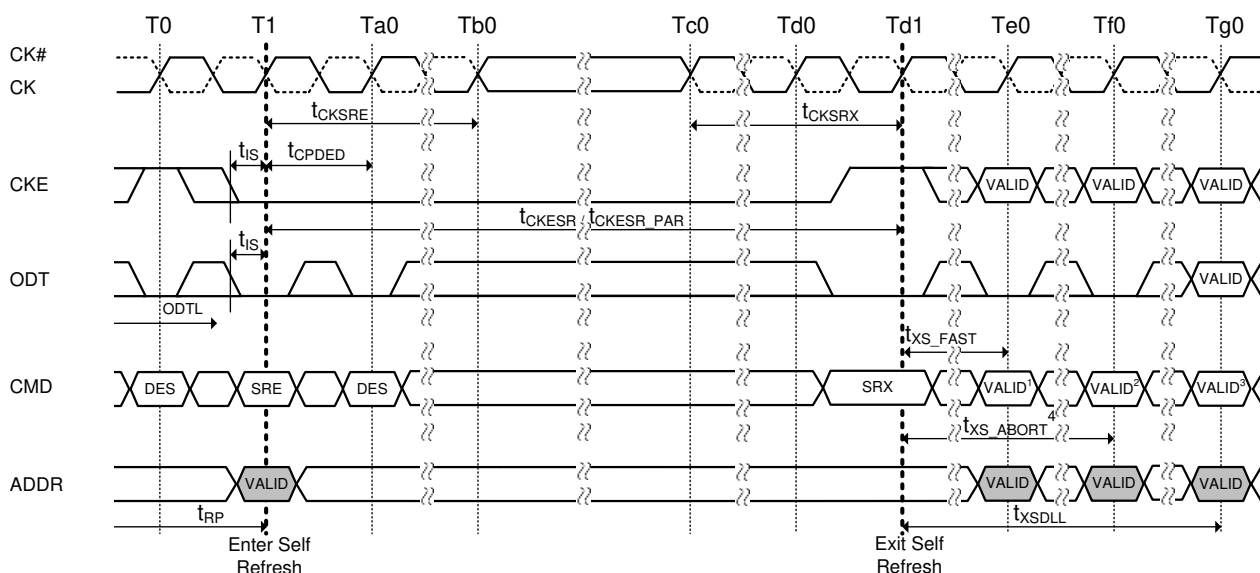 T0 T1 Ta0 Tb0 Tc0 Td0 Td1 Te0 Tf0 Tg0
CK#
CK
tCKSRE tCKSRX
tIS tCPDED
CKE VALID VALID VALID
tCKESR / tCKESR_PAR
tIS
ODT VALID
ODTL
tXS_FAST
CMD DES SRE DES SRX VALID¹ VALID² VALID³
tXS_ABORT⁴
ADDR VALID VALID VALID VALID
tRP tXSDLL
Enter Self Exit Self
Refresh Refresh